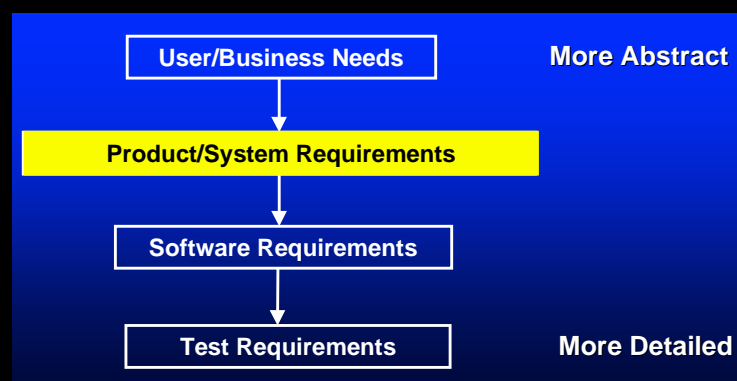 User/Business Needs
More Abstract
Product/System Requirements
Software Requirements
Test Requirements
More Detailed